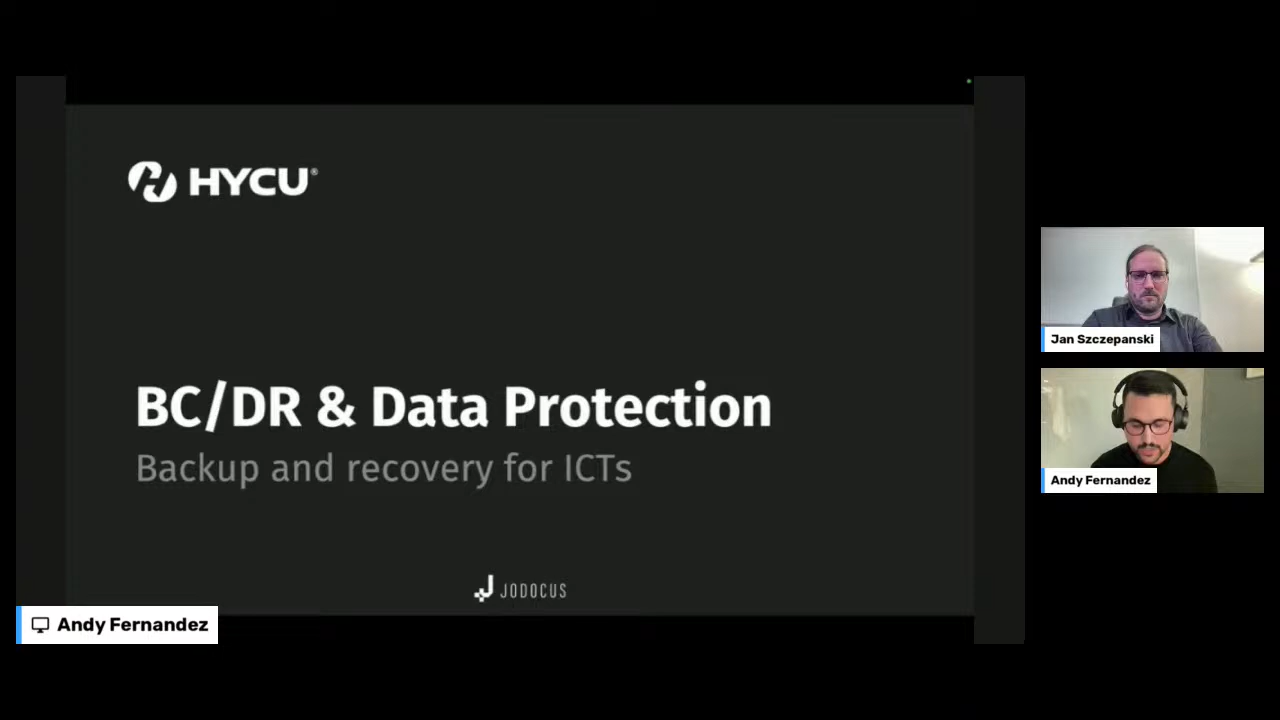 HYCU®
BC/DR & Data Protection
Backup and recovery for ICTs
JODOCUS
Andy Fernandez
Jan Szczepanski
Andy Fernandez